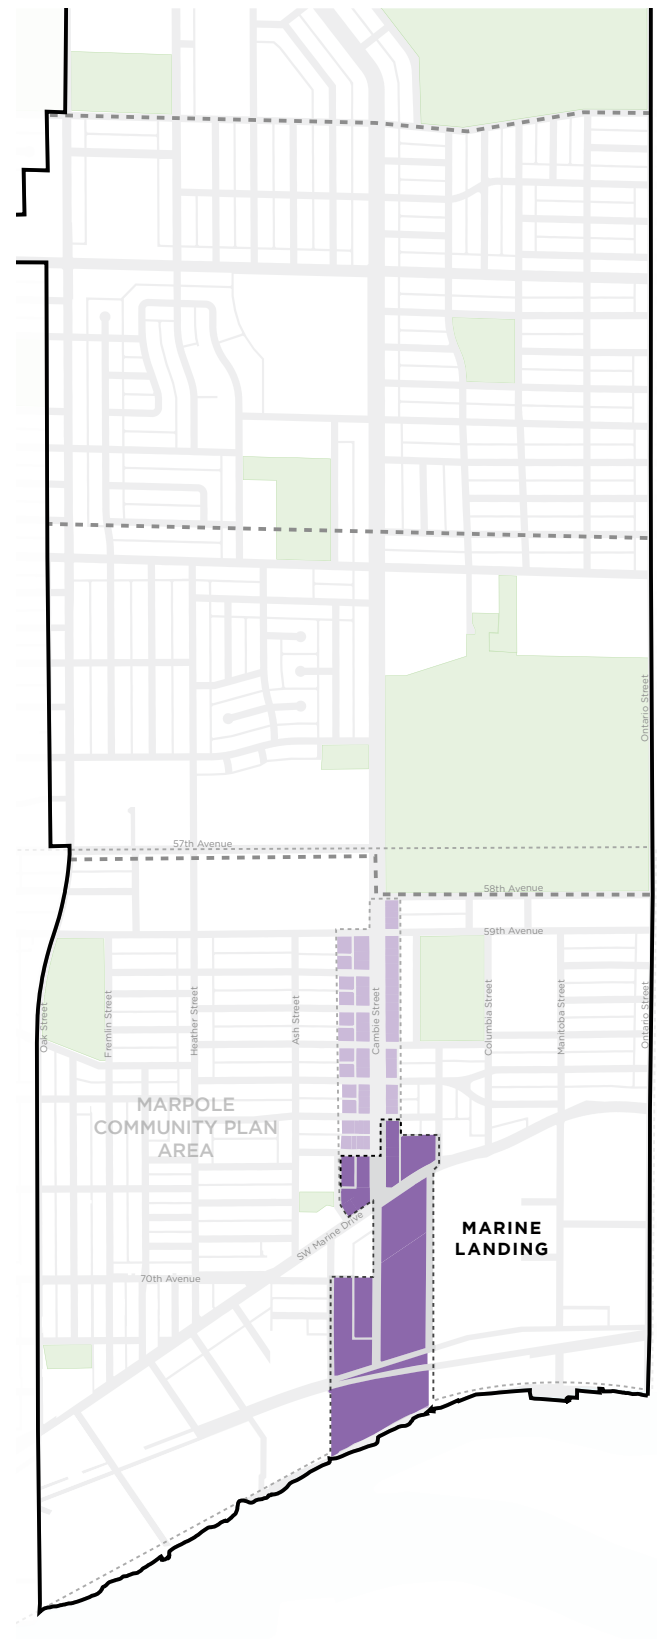 Ontario Street
57th Avenue
58th Avenue
59th Avenue
Oak Street
Fremlin Street
Heather Street
Ash Street
Cambie Street
Columbia Street
Manitoba Street
Ontario Street
MARPOLE
COMMUNITY PLAN
AREA
SW Marine Drive
MARINE
LANDING
70th Avenue